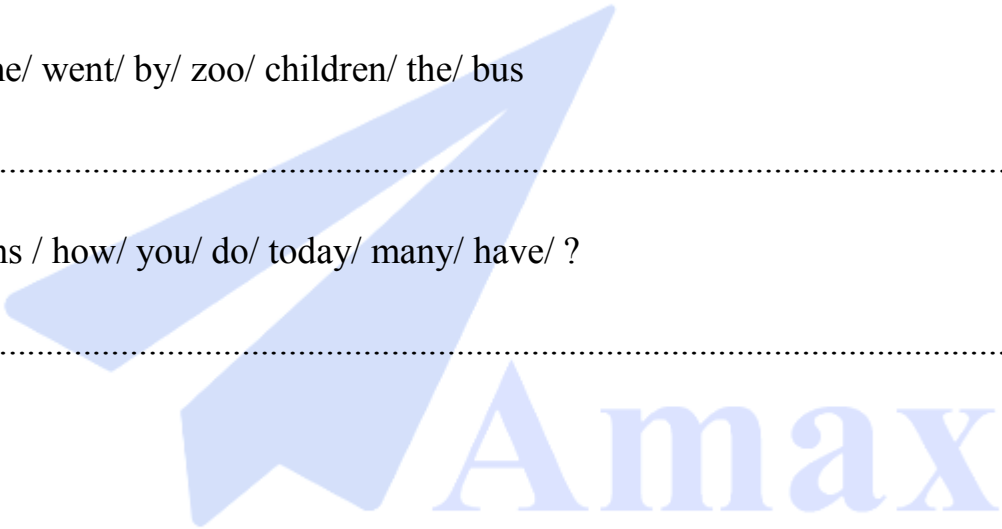 he/ went/ by/ zoo/ children/ the/ bus
ns / how/ you/ do/ today/ many/ have/ ?
Amax